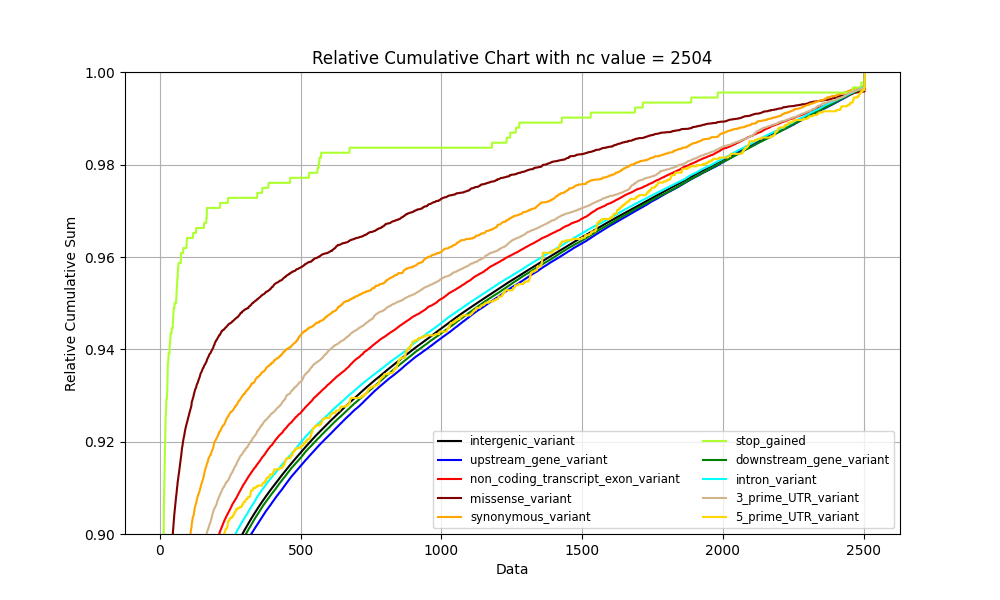 Relative Cumulative Chart with nc value = 2504
1.00
0.98
0.96
0.94
0.92
0.90
Relative Cumulative Sum
intergenic_variant
upstream_gene_variant
non_coding_transcript_exon_variant
missense_variant
synonymous_variant
stop_gained
downstream_gene_variant
intron_variant
3_prime_UTR_variant
5_prime_UTR_variant
0
500
1000
1500
2000
2500
Data